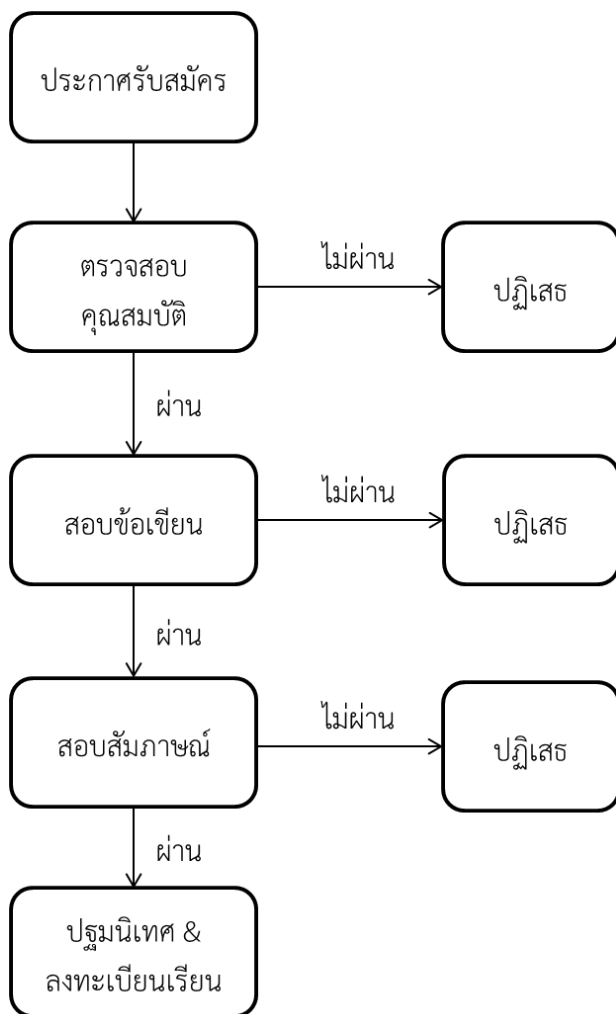 ประกาศรับสมัคร
ตรวจสอบ
คุณสมบัติ
ไม่ผ่าน
ปฏิเสธ
ผ่าน
สอบข้อเขียน
ไม่ผ่าน
ปฏิเสธ
ผ่าน
สอบสัมภาษณ์
ไม่ผ่าน
ปฏิเสธ
ผ่าน
ปฐมนิเทศ &
ลงทะเบียนเรียน